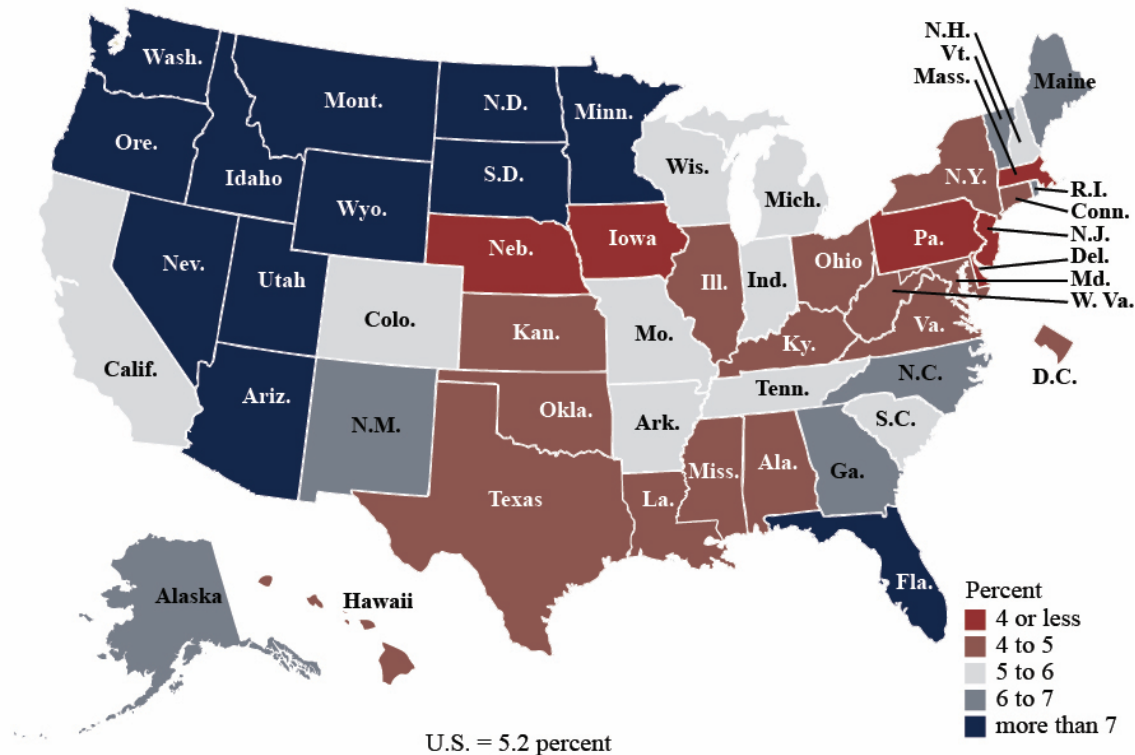 N.H.
Vt.
Mass.
Maine
Wash.
Mont.
N.D.
Minn.
Ore.
Idaho
S.D.
Wis.
Mich.
N.Y.
R.I.
Conn.
N.J.
Del.
Md.
W. Va.
Wyo.
Neb.
Iowa
Pa.
Nev.
Utah
Colo.
Ill.
Ind.
Ohio
Calif.
Kan.
Mo.
Ky.
Va.
D.C.
Ariz.
N.M.
Okla.
Ark.
Tenn.
N.C.
S.C.
Texas
La.
Miss.
Ala.
Ga.
Fla.
Alaska
Hawaii
Percent
4 or less
4 to 5
5 to 6
6 to 7
more than 7
U.S. = 5.2 percent